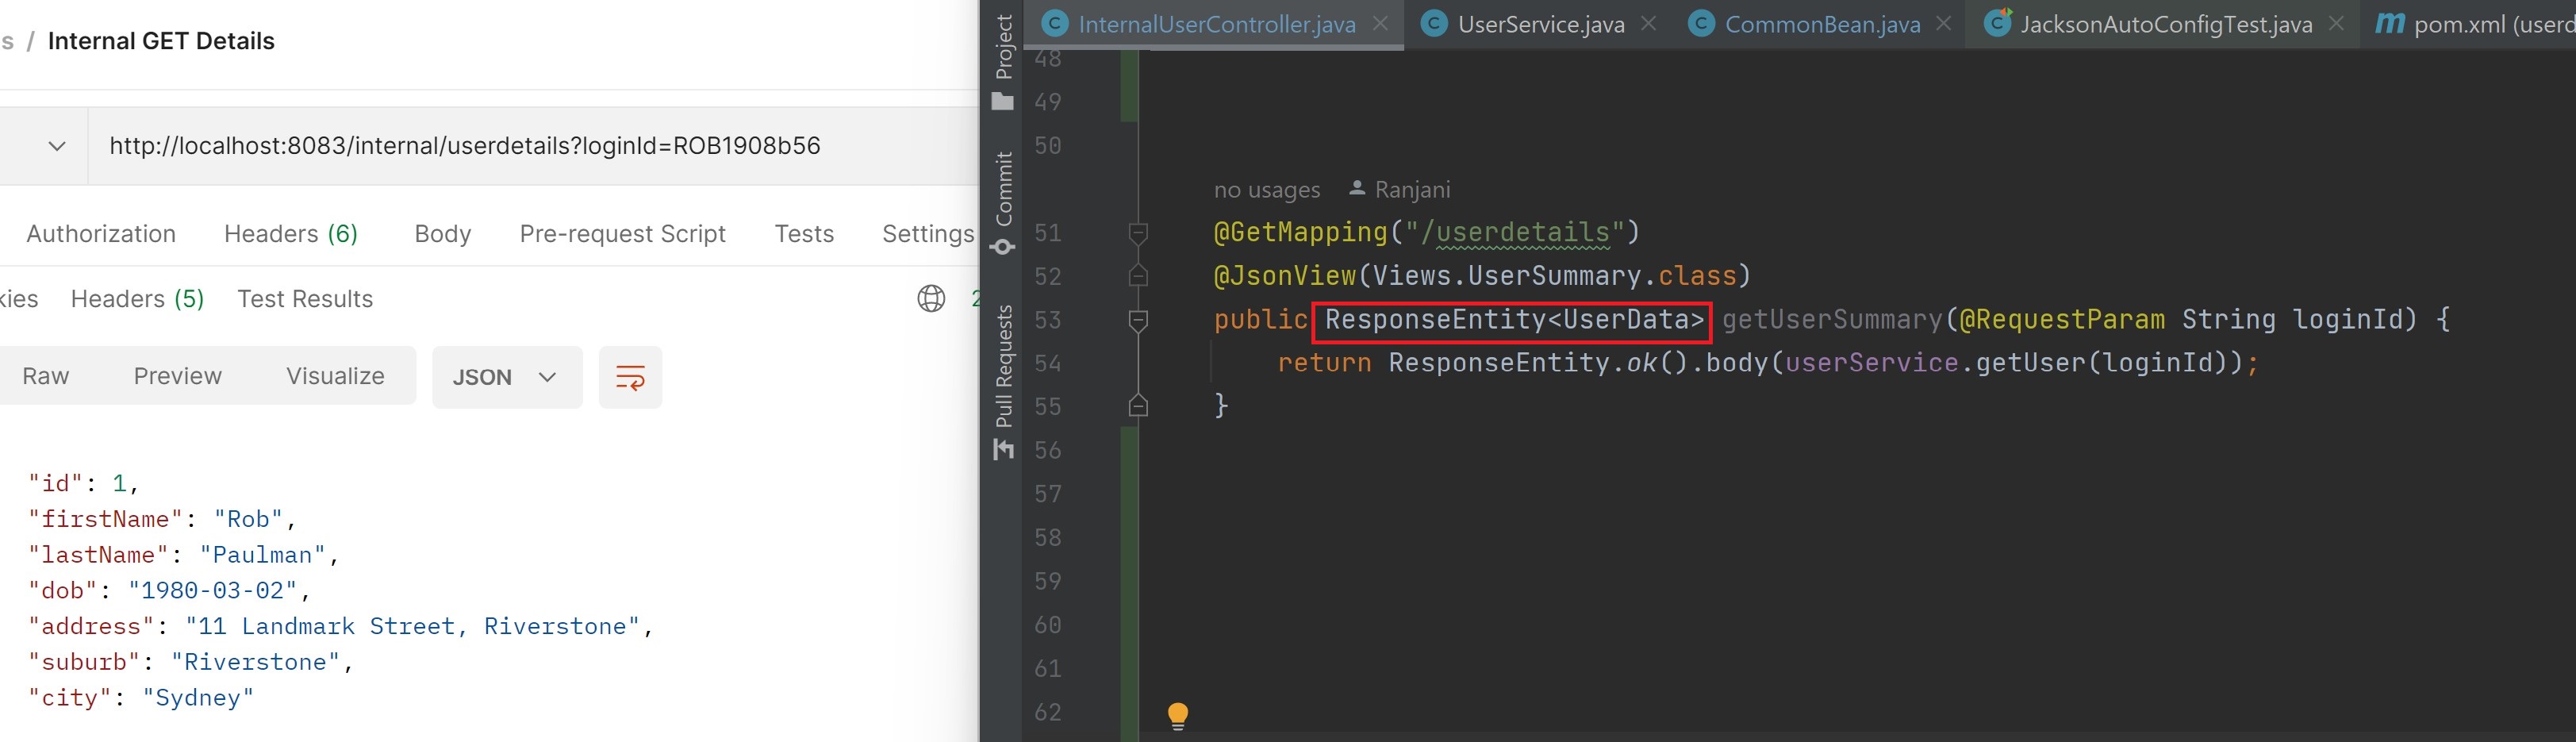 s / Internal GET Details
http://localhost:8083/internal/userdetails?loginId=ROB1908b56
Authorization Headers (6) Body Pre-request Script Tests Settings
kies Headers (5) Test Results 2
Raw Preview Visualize JSON
"id": 1,
"firstName": "Rob",
"lastName": "Paulman",
"dob": "1980-03-02",
"address": "11 Landmark Street, Riverstone",
"suburb": "Riverstone",
"city": "Sydney"
Project
Commit
Pull Requests
InternalUserController.java UserService.java CommonBean.java JacksonAutoConfigTest.java pom.xml (userd
48
49
50
no usages Ranjani
51 @GetMapping("/userdetails")
52 @JsonView(Views.UserSummary.class)
53 public ResponseEntity<UserData> getUserSummary(@RequestParam String loginId) {
54 return ResponseEntity.ok().body(userService.getUser(loginId));
55 }
56
57
58
59
60
61
62